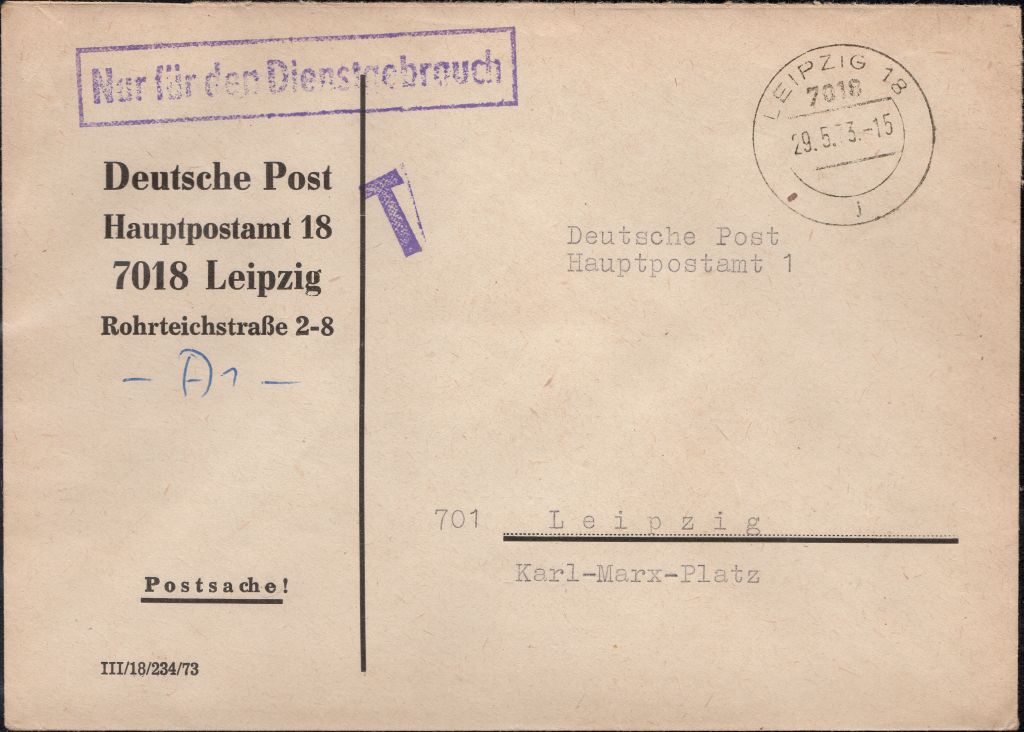 Nur für den Dienstgebrauch
LEIPZIG 18
7018
29.5.73.-15
j
Deutsche Post
Hauptpostamt 18
7018 Leipzig
Rohrteichstraße 2-8
- A1 -
T
Deutsche Post
Hauptpostamt 1
701 Leipzig
Karl-Marx-Platz
Postsache!
III/18/234/73